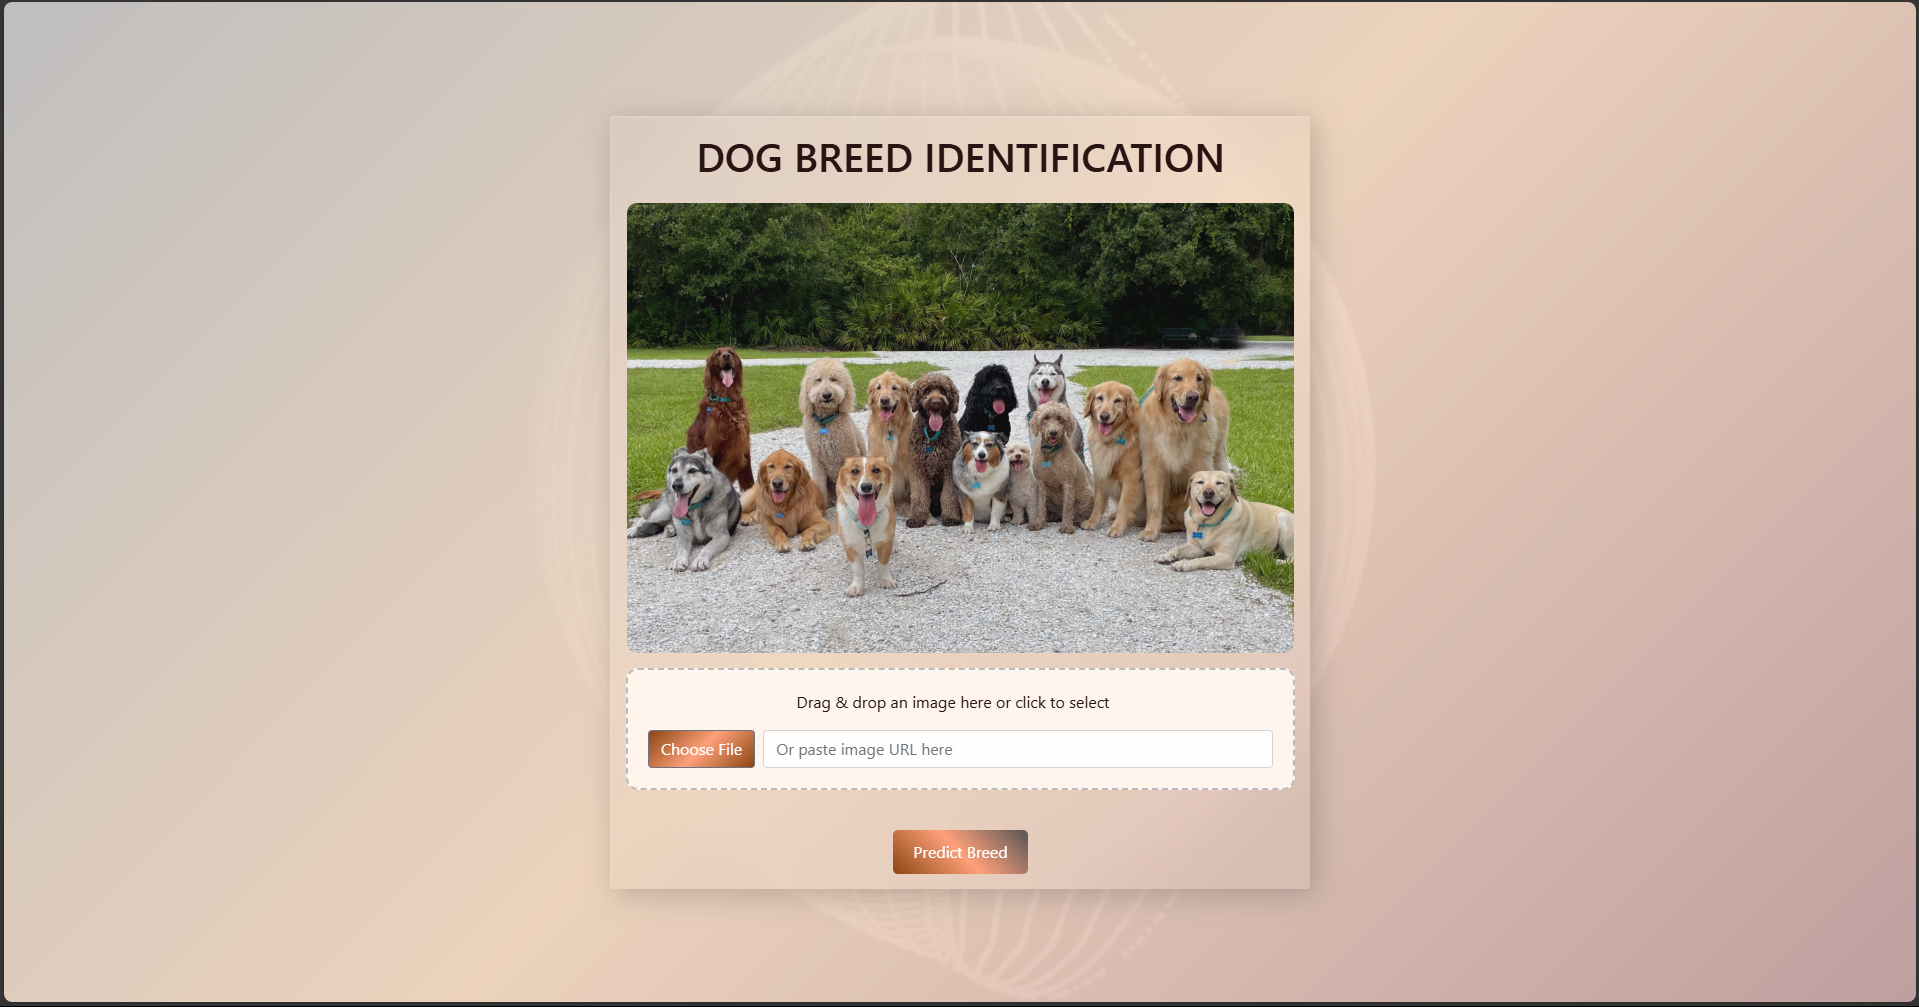 DOG BREED IDENTIFICATION
Drag & drop an image here or click to select
Choose File
Or paste image URL here
Predict Breed